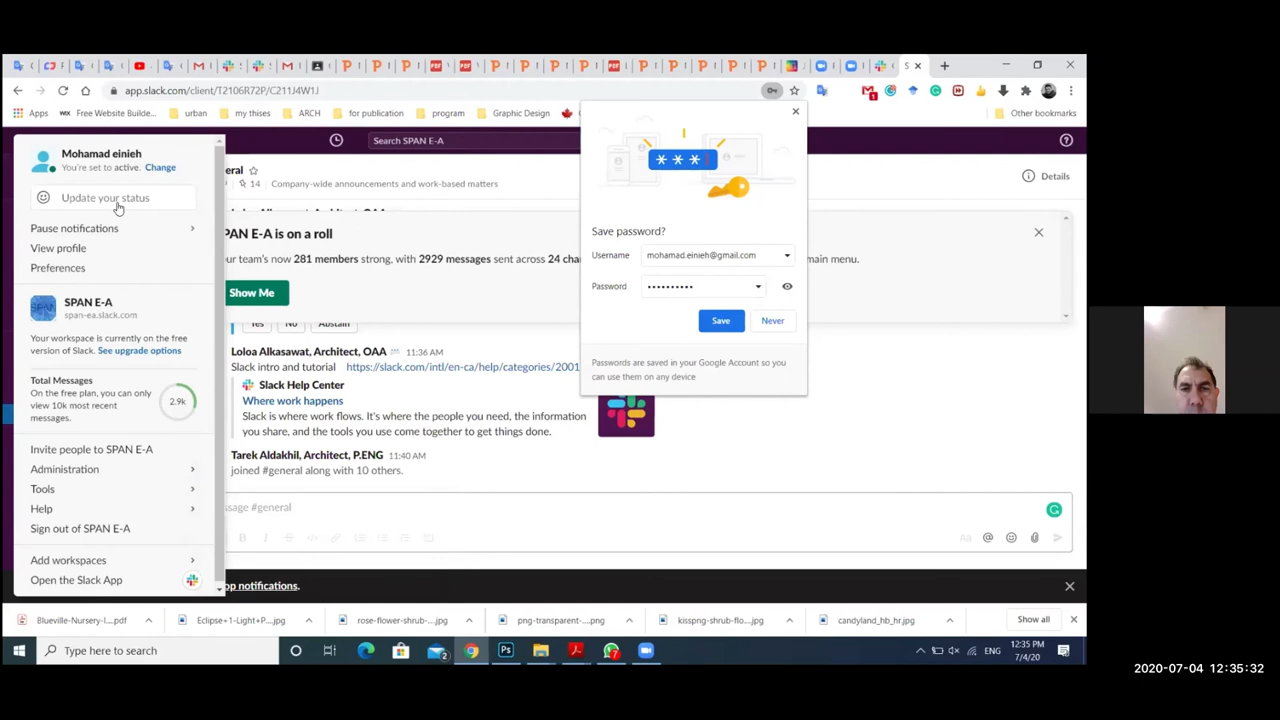 app.slack.com/client/T2106R72P/C211J4W1J
Apps
WiX Free Website Builde...
urban
my thises
ARCH
for publication
program
Graphic Design
Other bookmarks
Search SPAN E-A
Mohamad einieh
You're set to active. Change
Update your status
Pause notifications
View profile
Preferences
SPAN E-A
span-ea.slack.com
Your workspace is currently on the free
version of Slack. See upgrade options
Total Messages
On the free plan, you can only
view 10k most recent
messages.
2.9k
Invite people to SPAN E-A
Administration
Tools
Help
Sign out of SPAN E-A
Add workspaces
Open the Slack App
eral
14
Company-wide announcements and work-based matters
Details
PAN E-A is on a roll
ur team's now 281 members strong, with 2929 messages sent across 24 cha
main menu.
Show Me
Yes No Abstain
Loloa Alkasawat, Architect, OAA 11:36 AM
Slack intro and tutorial https://slack.com/intl/en-ca/help/categories/2001
Slack Help Center
Where work happens
Slack is where work flows. It's where the people you need, the information
you share, and the tools you use come together to get things done.
Tarek Aldakhil, Architect, P.ENG 11:40 AM
joined #general along with 10 others.
ssage #general
op notifications.
Save password?
Username mohamad.einieh@gmail.com
Password ••••••••••
Save Never
Passwords are saved in your Google Account so you
can use them on any device
Blueville-Nursery-l....pdf
Eclipse+1-Light+P....jpg
rose-flower-shrub-....jpg
png-transparent-....png
kisspng-shrub-flo....jpg
candyland_hb_hr.jpg
Show all
Type here to search
ENG
12:35 PM
7/4/20
2020-07-04 12:35:32